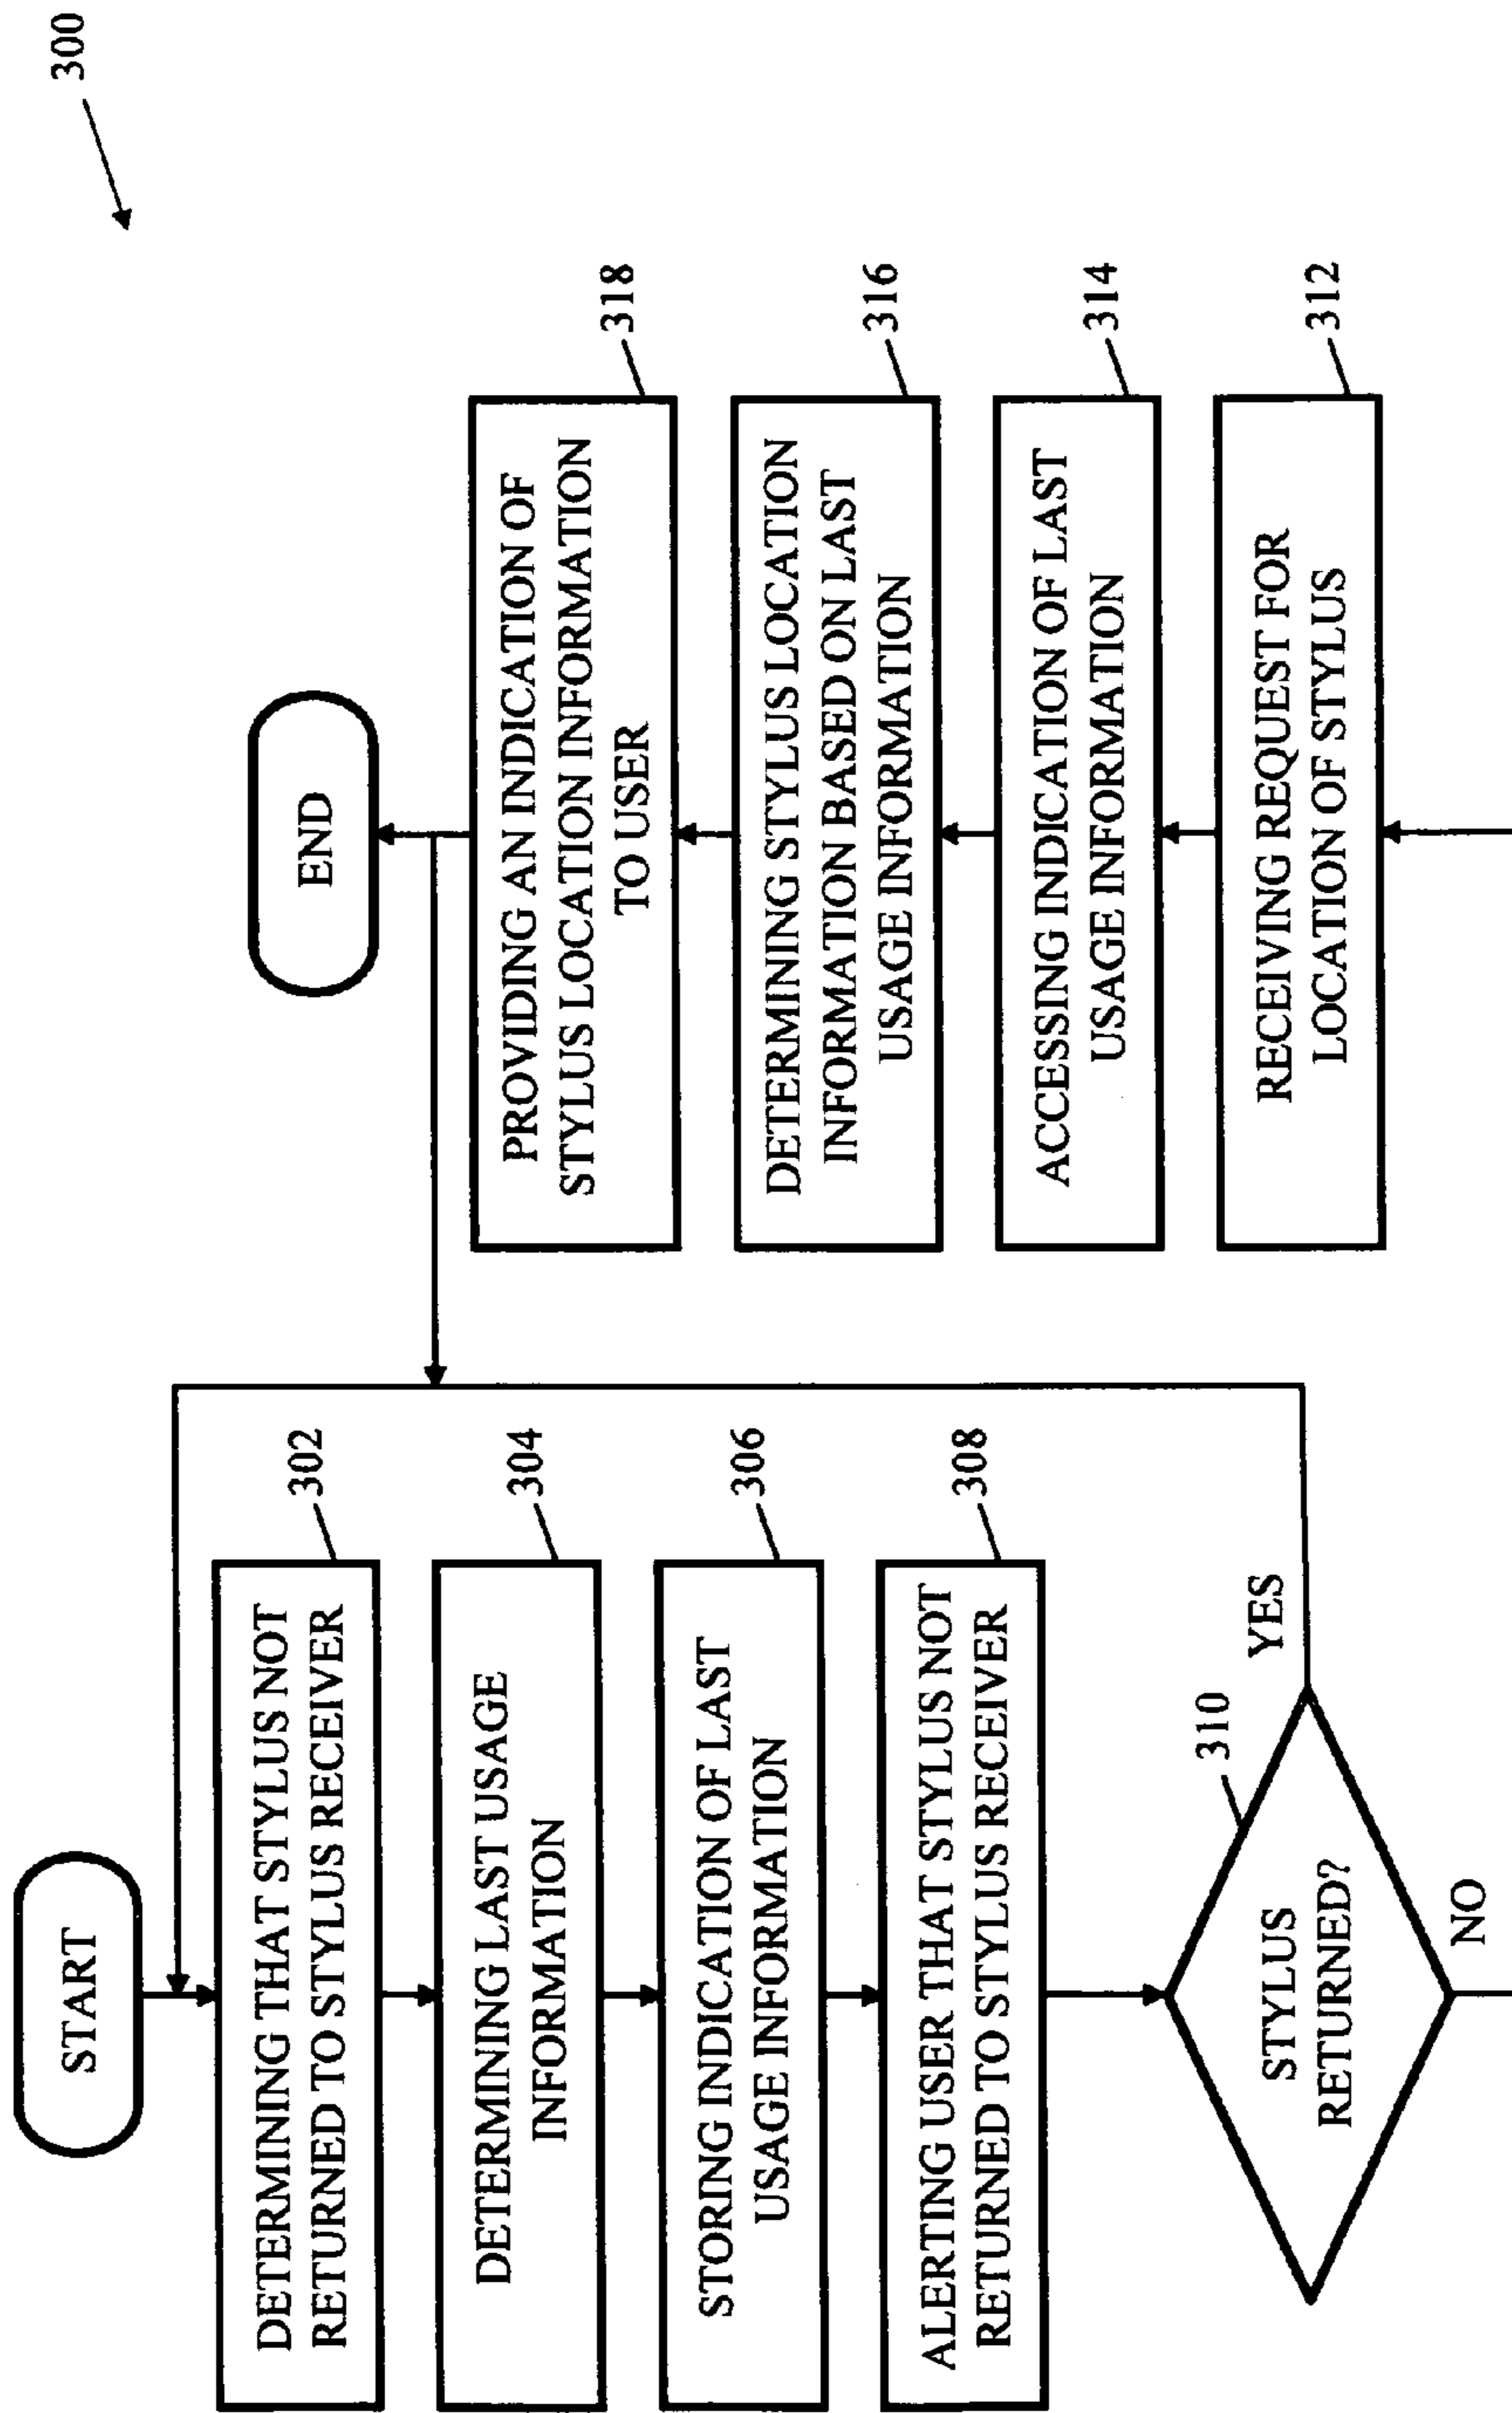 300
START
DETERMINING THAT STYLUS NOT
RETURNED TO STYLUS RECEIVER
302
DETERMINING LAST USAGE
INFORMATION
304
STORING INDICATION OF LAST
USAGE INFORMATION
306
ALERTING USER THAT STYLUS NOT
RETURNED TO STYLUS RECEIVER
308
STYLUS
RETURNED?
310
YES
NO
END
PROVIDING AN INDICATION OF
STYLUS LOCATION INFORMATION
TO USER
318
DETERMINING STYLUS LOCATION
INFORMATION BASED ON LAST
USAGE INFORMATION
316
ACCESSING INDICATION OF LAST
USAGE INFORMATION
314
RECEIVING REQUEST FOR
LOCATION OF STYLUS
312